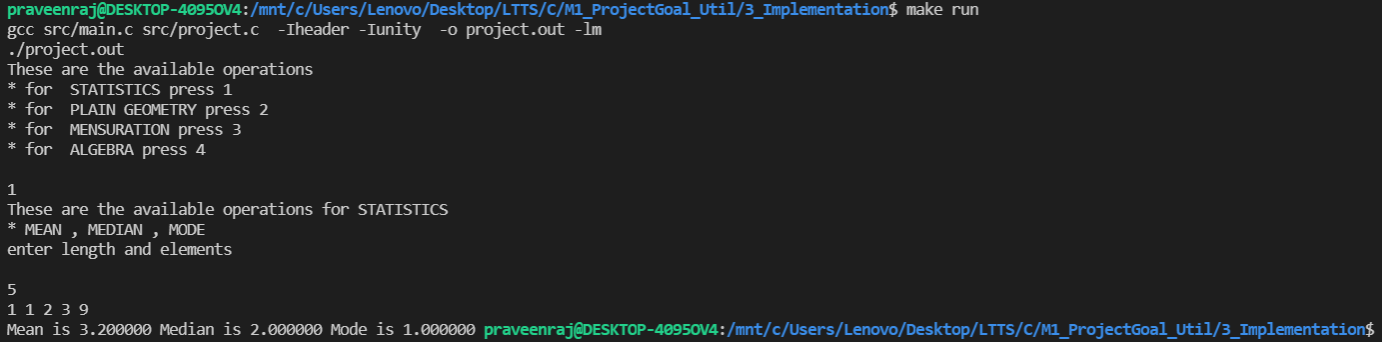 praveenraj@DESKTOP-4095OV4:/mnt/c/Users/Lenovo/Desktop/LTTS/C/M1_ProjectGoal_Util/3_Implementation$ make run
gcc src/main.c src/project.c  -Iheader -Iunity  -o project.out -lm
./project.out
These are the available operations
* for  STATISTICS press 1
* for  PLAIN GEOMETRY press 2
* for  MENSURATION press 3
* for  ALGEBRA press 4
1
These are the available operations for STATISTICS
* MEAN , MEDIAN , MODE
enter length and elements
5
1 1 2 3 9
Mean is 3.200000 Median is 2.000000 Mode is 1.000000 praveenraj@DESKTOP-4095OV4:/mnt/c/Users/Lenovo/Desktop/LTTS/C/M1_ProjectGoal_Util/3_Implementation$